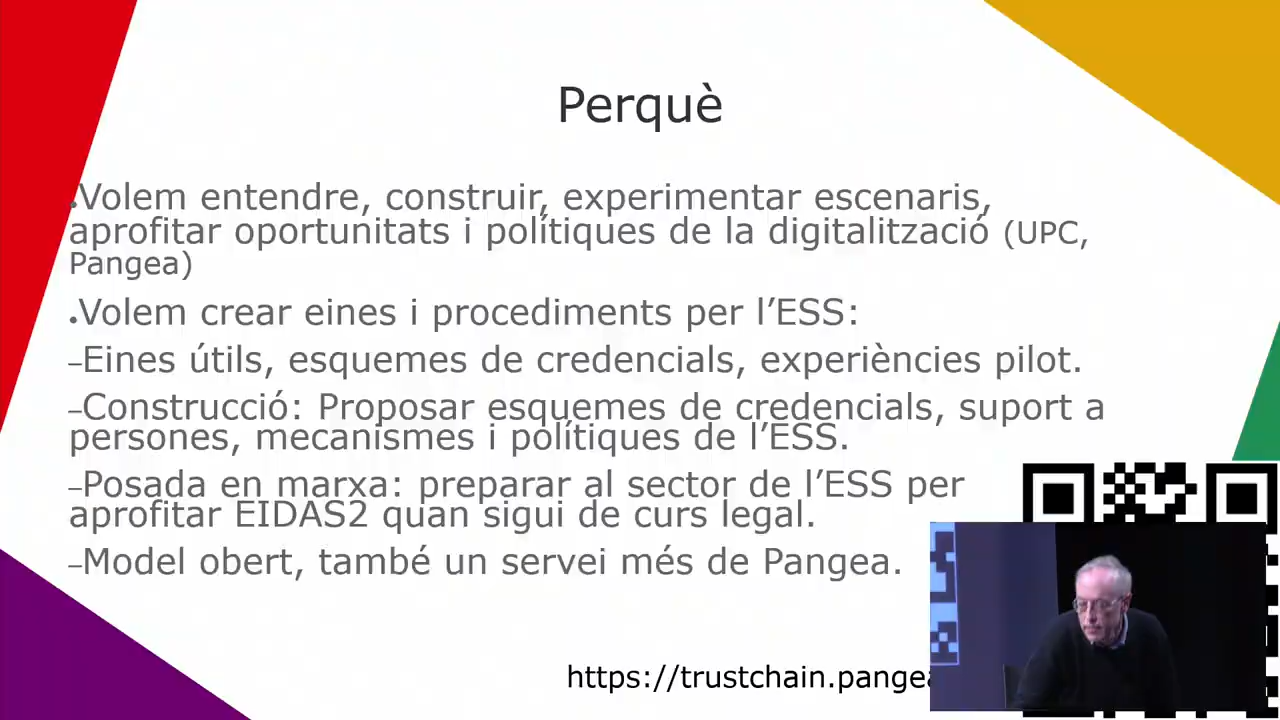 Perquè
•Volem entendre, construir, experimentar escenaris,
aprofitar oportunitats i polítiques de la digitalització (UPC,
Pangea)
•Volem crear eines i procediments per l’ESS:
–Eines útils, esquemes de credencials, experiències pilot.
–Construcció: Proposar esquemes de credencials, suport a
persones, mecanismes i polítiques de l’ESS.
–Posada en marxa: preparar al sector de l’ESS per
aprofitar EIDAS2 quan sigui de curs legal.
–Model obert, també un servei més de Pangea.
https://trustchain.pangea